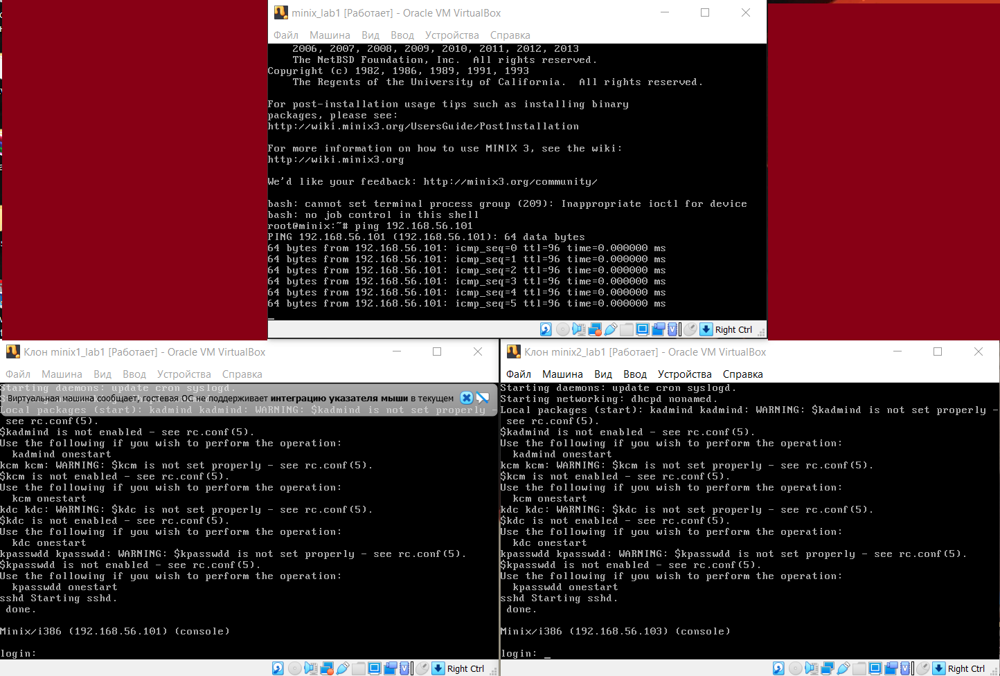 minix_lab1 [Работает] - Oracle VM VirtualBox
Файл Машина Вид Ввод Устройства Справка
2006, 2007, 2008, 2009, 2010, 2011, 2012, 2013
The NetBSD Foundation, Inc.  All rights reserved.
Copyright (c) 1982, 1986, 1989, 1991, 1993
The Regents of the University of California.  All rights reserved.
For post-installation usage tips such as installing binary
packages, please see:
http://wiki.minix3.org/UsersGuide/PostInstallation
For more information on how to use MINIX 3, see the wiki:
http://wiki.minix3.org
We'd like your feedback: http://minix3.org/community/
bash: cannot set terminal process group (209): Inappropriate ioctl for device
bash: no job control in this shell
root@minix:~# ping 192.168.56.101
PING 192.168.56.101 (192.168.56.101): 64 data bytes
64 bytes from 192.168.56.101: icmp_seq=0 ttl=96 time=0.000000 ms
64 bytes from 192.168.56.101: icmp_seq=1 ttl=96 time=0.000000 ms
64 bytes from 192.168.56.101: icmp_seq=2 ttl=96 time=0.000000 ms
64 bytes from 192.168.56.101: icmp_seq=3 ttl=96 time=0.000000 ms
64 bytes from 192.168.56.101: icmp_seq=4 ttl=96 time=0.000000 ms
64 bytes from 192.168.56.101: icmp_seq=5 ttl=96 time=0.000000 ms
Right Ctrl
Клон minix1_lab1 [Работает] - Oracle VM VirtualBox
Файл Машина Вид Ввод Устройства Справка
Starting daemons: update cron syslogd.
Виртуальная машина сообщает, гостевая ОС не поддерживает интеграцию указателя мыши в текущем
Local packages (start): kadmind kadmind: WARNING: $kadmind is not set properly -
see rc.conf(5).
$kadmind is not enabled - see rc.conf(5).
Use the following if you wish to perform the operation:
kadmind onestart
kcm kcm: WARNING: $kcm is not set properly - see rc.conf(5).
$kcm is not enabled - see rc.conf(5).
Use the following if you wish to perform the operation:
kcm onestart
kdc kdc: WARNING: $kdc is not set properly - see rc.conf(5).
$kdc is not enabled - see rc.conf(5).
Use the following if you wish to perform the operation:
kdc onestart
kpasswdd kpasswdd: WARNING: $kpasswdd is not set properly - see rc.conf(5).
$kpasswdd is not enabled - see rc.conf(5).
Use the following if you wish to perform the operation:
kpasswdd onestart
sshd Starting sshd.
done.
Minix/i386 (192.168.56.101) (console)
login:
Right Ctrl
Клон minix2_lab1 [Работает] - Oracle VM VirtualBox
Файл Машина Вид Ввод Устройства Справка
Starting daemons: update cron syslogd.
Starting networking: dhcpd nonamed.
Local packages (start): kadmind kadmind: WARNING: $kadmind is not set properly -
see rc.conf(5).
$kadmind is not enabled - see rc.conf(5).
Use the following if you wish to perform the operation:
kadmind onestart
kcm kcm: WARNING: $kcm is not set properly - see rc.conf(5).
$kcm is not enabled - see rc.conf(5).
Use the following if you wish to perform the operation:
kcm onestart
kdc kdc: WARNING: $kdc is not set properly - see rc.conf(5).
$kdc is not enabled - see rc.conf(5).
Use the following if you wish to perform the operation:
kdc onestart
kpasswdd kpasswdd: WARNING: $kpasswdd is not set properly - see rc.conf(5).
$kpasswdd is not enabled - see rc.conf(5).
Use the following if you wish to perform the operation:
kpasswdd onestart
sshd Starting sshd.
done.
Minix/i386 (192.168.56.103) (console)
login: _
Right Ctrl